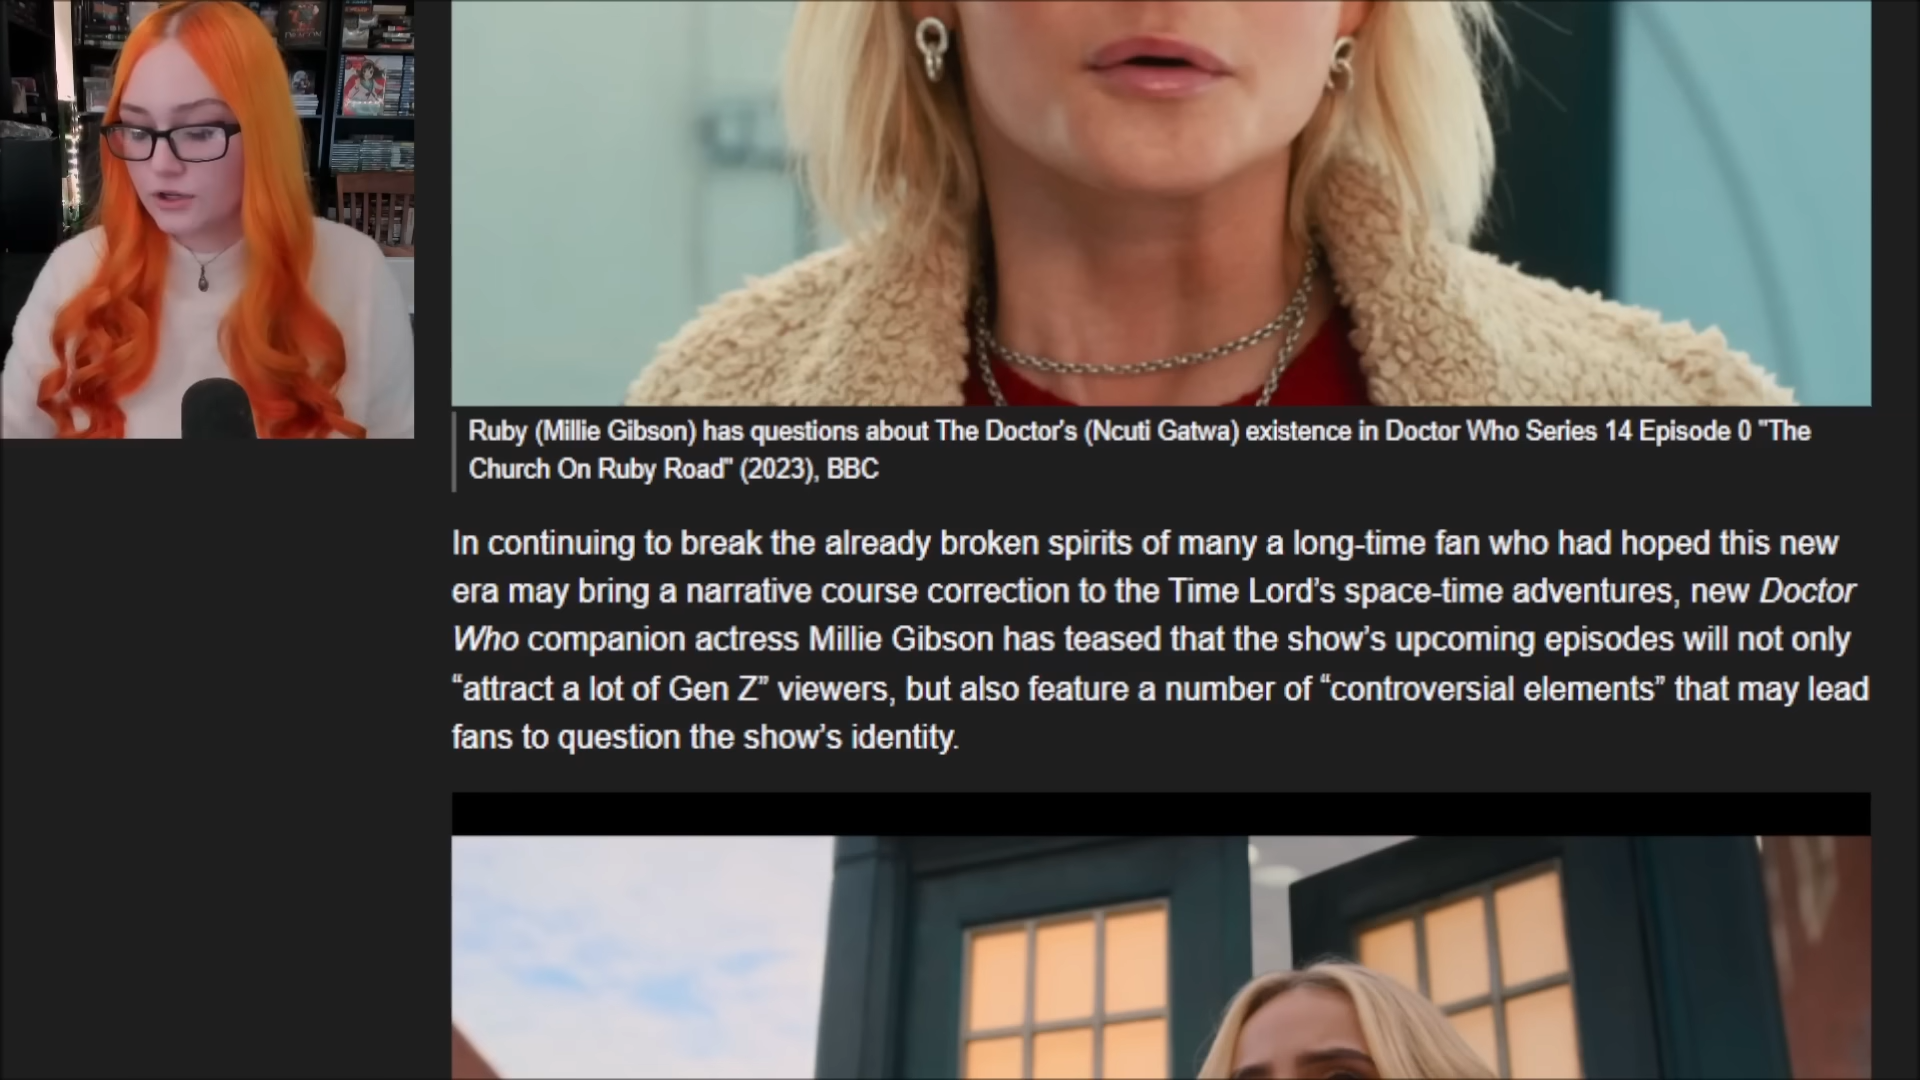 Ruby (Millie Gibson) has questions about The Doctor's (Ncuti Gatwa) existence in Doctor Who Series 14 Episode 0 "The
Church On Ruby Road" (2023), BBC
In continuing to break the already broken spirits of many a long-time fan who had hoped this new
era may bring a narrative course correction to the Time Lord’s space-time adventures, new Doctor
Who companion actress Millie Gibson has teased that the show’s upcoming episodes will not only
“attract a lot of Gen Z” viewers, but also feature a number of “controversial elements” that may lead
fans to question the show’s identity.